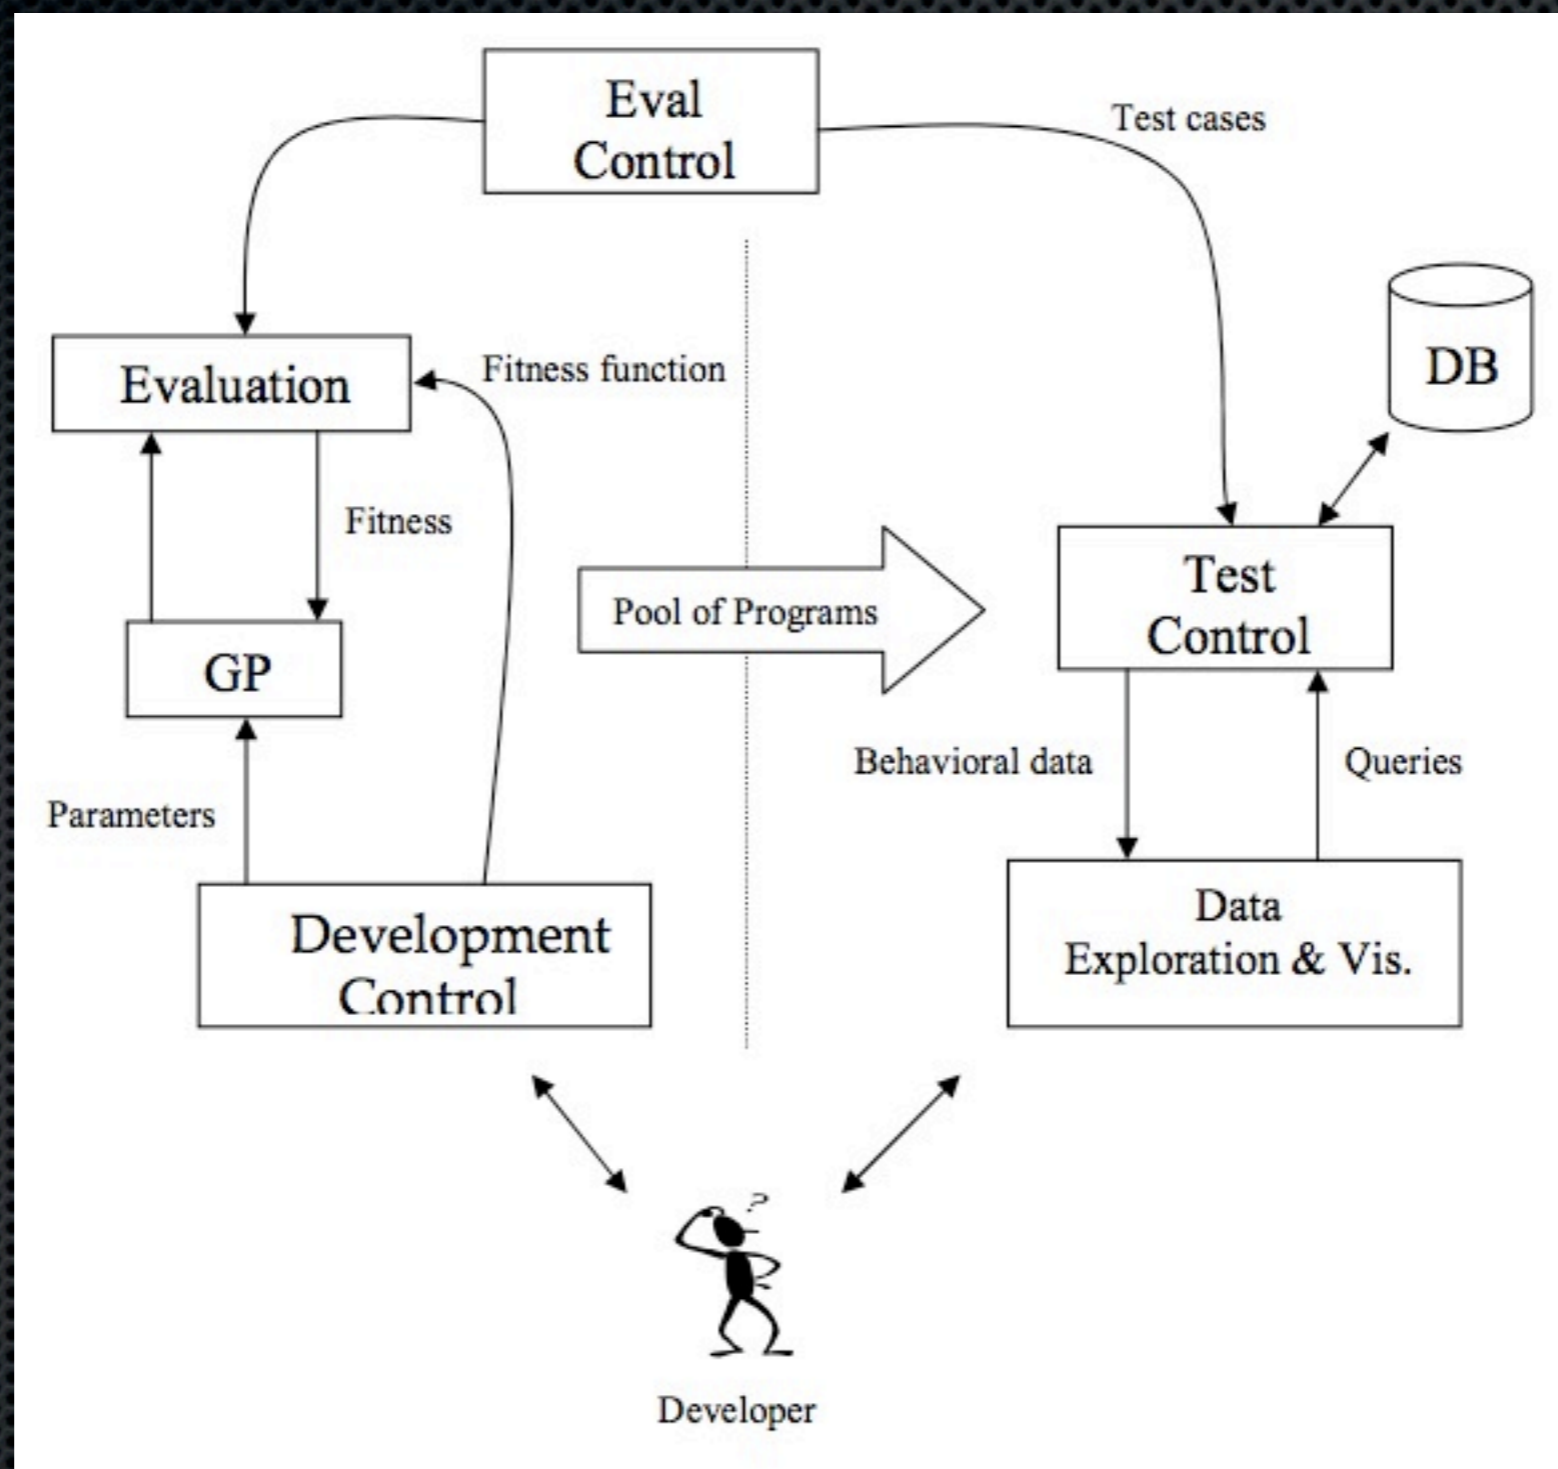 Eval
Control
Test cases
DB
Evaluation
Fitness function
Fitness
Pool of Programs
Test
Control
GP
Behavioral data
Queries
Parameters
Development
Control
Data
Exploration & Vis.
?
Developer